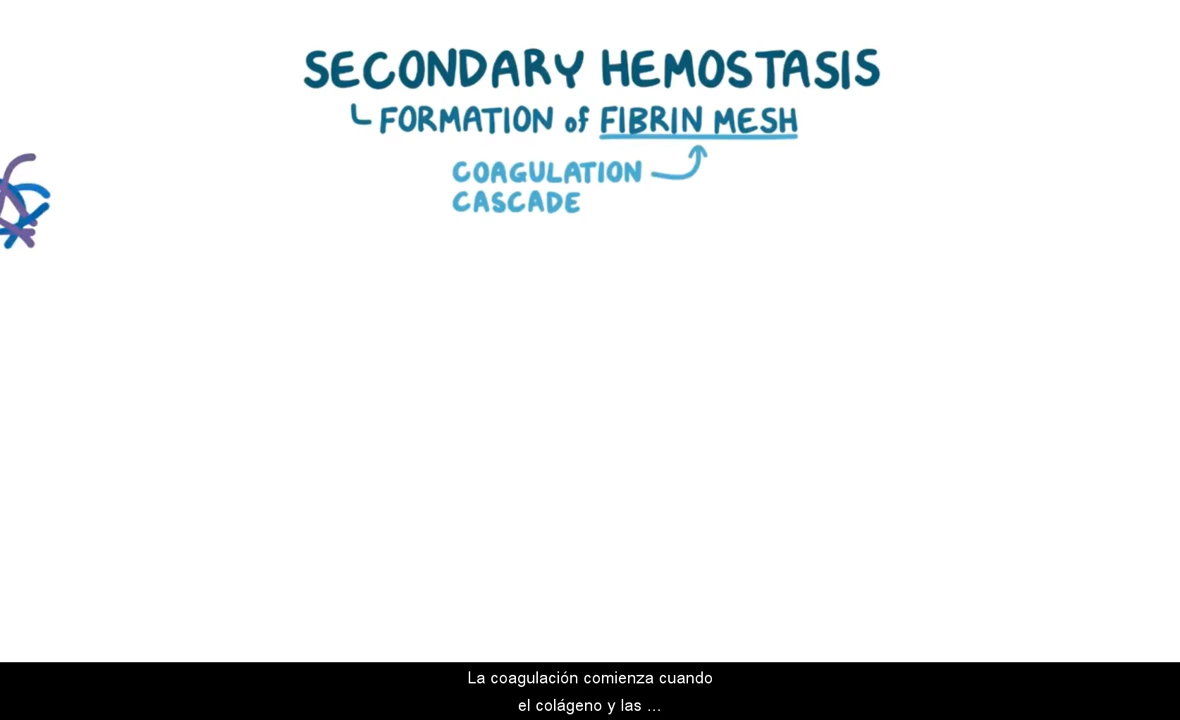 SECONDARY HEMOSTASIS
FORMATION of FIBRIN MESH
COAGULATION
CASCADE
La coagulación comienza cuando
el colágeno y las ...